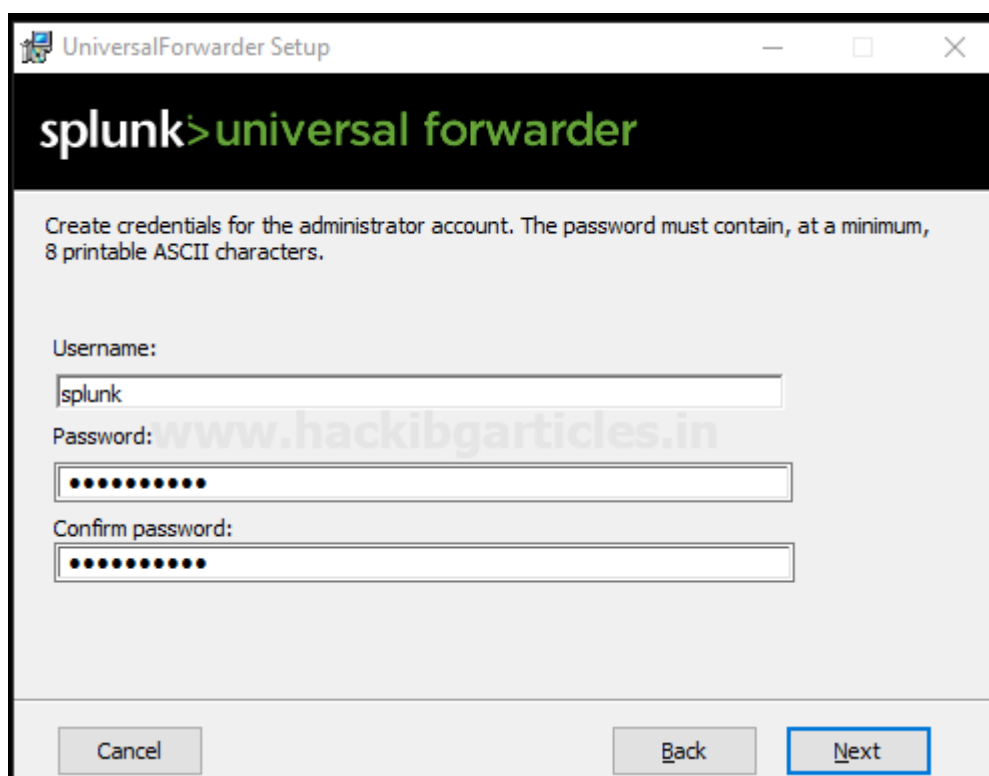 UniversalForwarder Setup
splunk>universal forwarder
Create credentials for the administrator account. The password must contain, at a minimum,
8 printable ASCII characters.
Username:
splunk
www.hackibgarticles.in
Password:
●●●●●●●●●●
Confirm password:
●●●●●●●●●●
Cancel
Back
Next